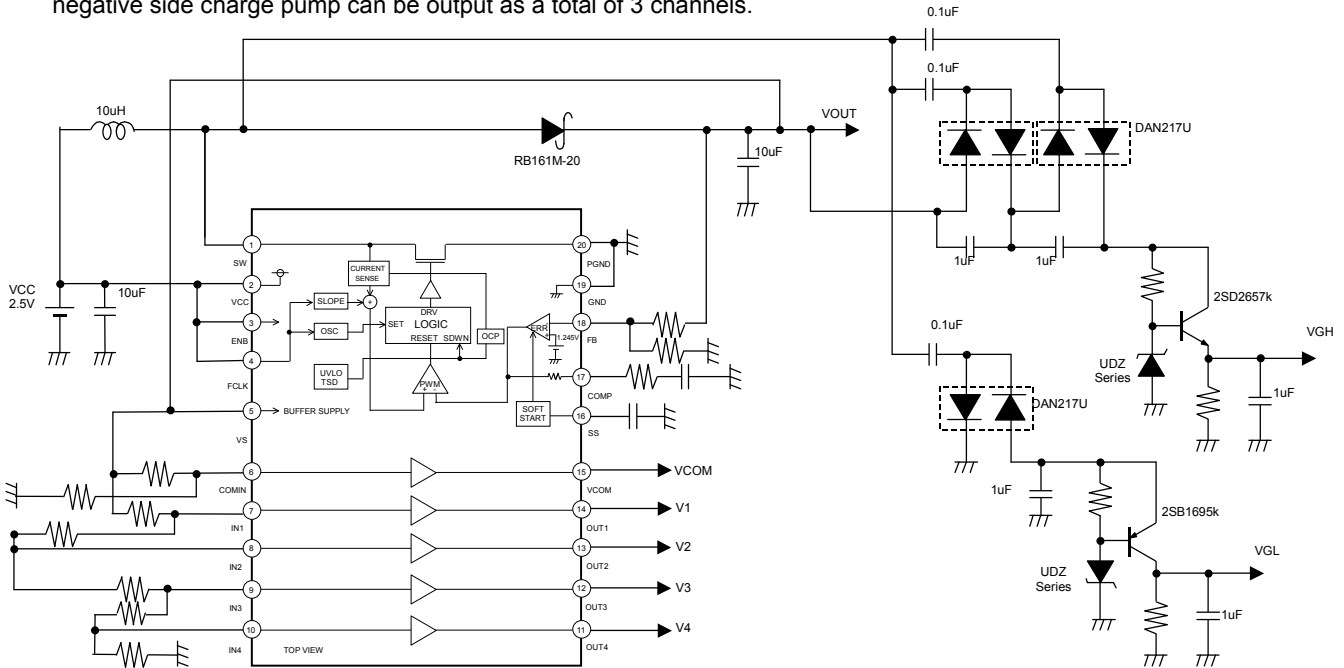 negative side charge pump can be output as a total of 3 channels.
0.1uF
0.1uF
10uH
VOUT
DAN217U
RB161M-20
10uF
1
SW
20
PGND
1uF
1uF
CURRENT
SENSE
VCC
2.5V
10uF
2
VCC
19
GND
2SD2657k
SLOPE
+
DRV
LOGIC
SET
RESET SDWN
3
ENB
OSC
OCP
ERR
+
1.245V
18
FB
0.1uF
VGH
4
FCLK
UVLO
TSD
PWM
+ -
17
COMP
UDZ
Series
1uF
5
BUFFER SUPPLY
VS
SOFT
START
16
SS
DAN217U
6
COMIN
15
VCOM
VCOM
1uF
7
IN1
14
OUT1
V1
2SB1695k
8
IN2
13
OUT2
V2
UDZ
Series
VGL
9
IN3
12
OUT3
V3
1uF
10
IN4
TOP VIEW
11
OUT4
V4